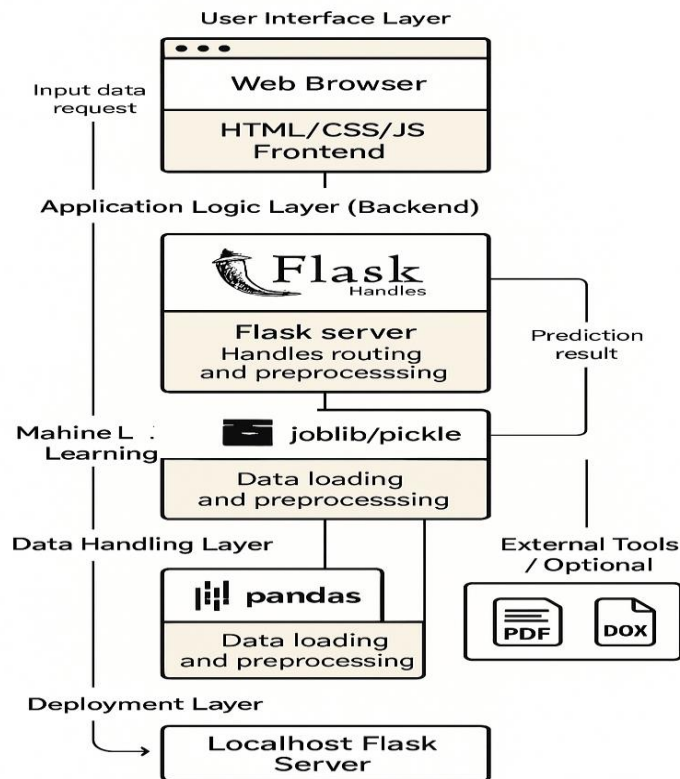 User Interface Layer
Web Browser
Input data
request
HTML/CSS/JS
Frontend
Application Logic Layer (Backend)
Flask
Handles
Flask server
Handles routing
and preprocesssing
Prediction
result
Mahine L
Learning
joblib/pickle
Data loading
and preprocesssing
Data Handling Layer
External Tools
/ Optional
pandas
PDF
DOX
Data loading
and preprocessing
Deployment Layer
Localhost Flask
Server